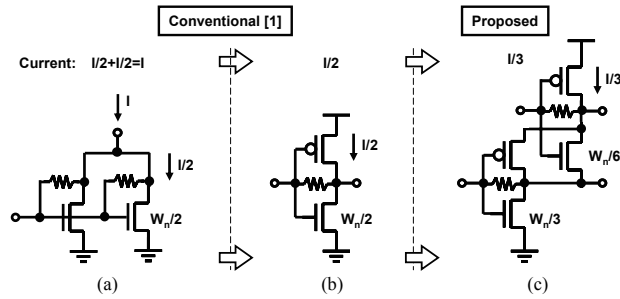 Conventional [1]
Proposed
Current: I/2+I/2=I
I/2
I/3
I
I/2
I/2
I/3
W_n/6
W_n/2
W_n/2
W_n/3
(a)
(b)
(c)